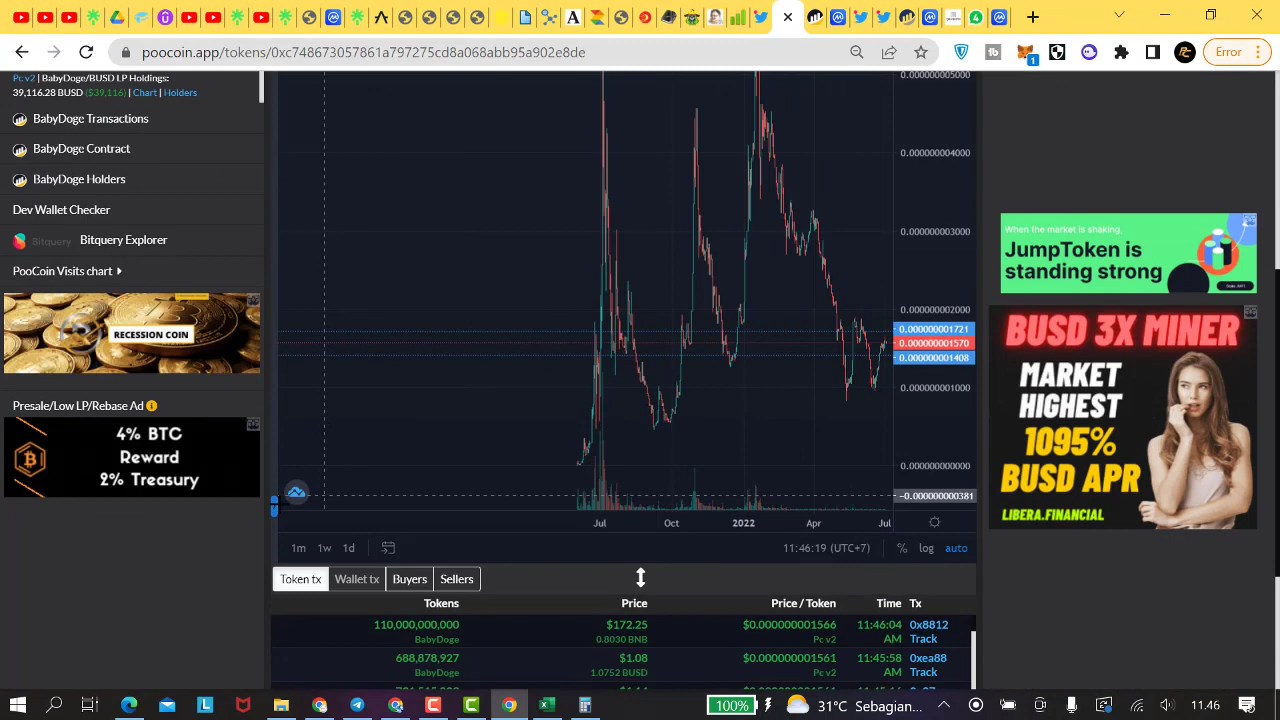 poocoin.app/tokens/0xc748673057861a797275cd8a068abb95a902e8de
Error
1
4
Pc v2 | BabyDoge/BUSD LP Holdings:
39,116.28 BUSD ($39,116) | Chart | Holders
BabyDoge Transactions
BabyDoge Contract
BabyDoge Holders
Dev Wallet Checker
Bitquery Bitquery Explorer
PooCoin Visits chart
RECESSION COIN
Presale/Low LP/Rebase Ad
4% BTC
Reward
2% Treasury
0.000000005000
0.000000004000
0.000000003000
0.000000002000
0.000000001721
0.000000001570
0.000000001408
0.000000001000
0.000000000000
−0.000000000381
Jul
Oct
2022
Apr
Jul
1m 1w 1d
11:46:19 (UTC+7)
% log auto
Token tx Wallet tx Buyers Sellers
Tokens Price Price / Token Time Tx
110,000,000,000 $172.25 $0.000000001566 11:46:04 0x8812
BabyDoge 0.8030 BNB Pc v2 AM Track
688,878,927 $1.08 $0.000000001561 11:45:58 0xea88
BabyDoge 1.0752 BUSD Pc v2 AM Track
When the market is shaking,
JumpToken is
standing strong
BUSD 3X MINER
MARKET
HIGHEST
1095%
BUSD APR
LIBERA.FINANCIAL
100%
31°C Sebagian...
11:46